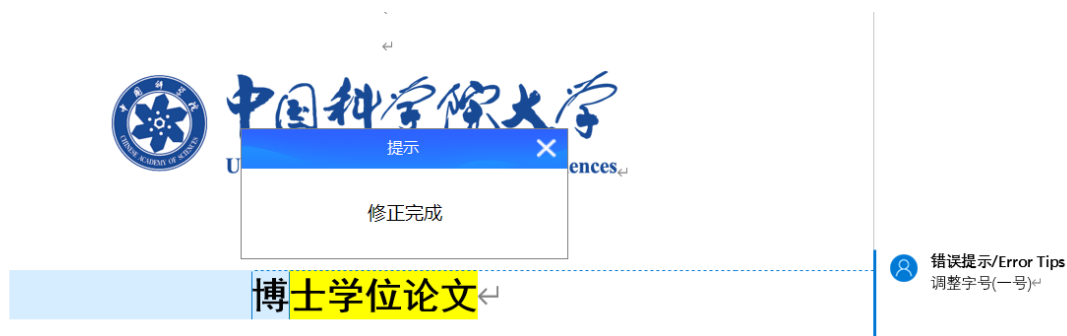 中国科学院大学
U
ences
提示
修正完成
博士学位论文
错误提示/Error Tips
调整字号(一号)